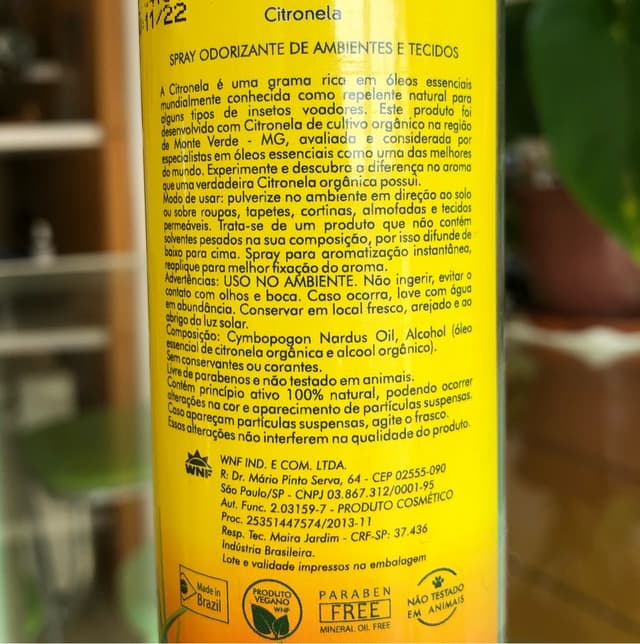 11/22
Citronela
SPRAY ODORIZANTE DE AMBIENTES E TECIDOS
A Citronela é uma grama rica em óleos essenciais
mundialmente conhecida como repelente natural para
alguns tipos de insetos voadores. Este produto foi
desenvolvido com Citronela de cultivo orgânico na região
de Monte Verde - MG, avaliada e considerada por
especialistas em óleos essenciais como uma das melhores
do mundo. Experimente e descubra a diferença no aroma
que uma verdadeira Citronela orgânica possui.
Modo de usar: pulverize no ambiente em direção ao solo
ou sobre roupas, tapetes, cortinas, almofadas e tecidos
permeáveis. Trata-se de um produto que não contém
solventes pesados na sua composição, por isso difunde de
baixo para cima. Spray para aromatização instantânea,
reaplique para melhor fixação do aroma.
Advertências: USO NO AMBIENTE. Não ingerir, evitar o
contato com olhos e boca. Caso ocorra, lave com água
em abundância. Conservar em local fresco, arejado e ao
abrigo da luz solar.
Composição: Cymbopogon Nardus Oil, Alcohol (óleo
essencial de citronela orgânica e alcool orgânico).
Sem conservantes ou corantes.
Livre de parabenos e não testado em animais.
Contém princípio ativo 100% natural, podendo ocorrer
alterações na cor e aparecimento de partículas suspensas.
Caso apareçam partículas suspensas, agite o frasco.
Essas alterações não interferem na qualidade do produto.
WNF
WNF IND. E COM. LTDA.
R: Dr. Mário Pinto Serva, 64 - CEP 02555-090
São Paulo/SP - CNPJ 03.867.312/0001-95
Aut. Func. 2.03159-7 - PRODUTO COSMÉTICO
Proc. 25351447574/2013-11
Resp. Tec. Maira Jardim - CRF-SP: 37.436
Indústria Brasileira.
Lote e validade impressos na embalagem
Made in
Brazil
PRODUTO
VEGANO
WNF
PARABEN
FREE
MINERAL OIL FREE
NÃO TESTADO
EM ANIMAIS